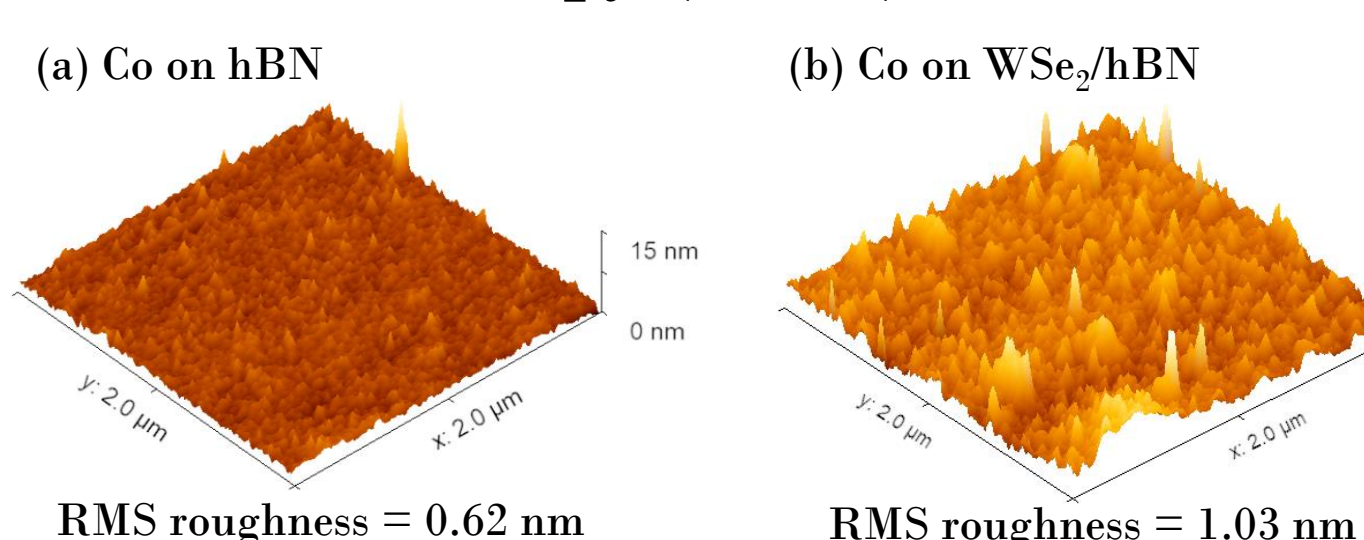 (a) Co on hBN
(b) Co on WSe₂/hBN
15 nm
0 nm
y: 2.0 µm
x: 2.0 µm
y: 2.0 µm
x: 2.0 µm
RMS roughness = 0.62 nm
RMS roughness = 1.03 nm